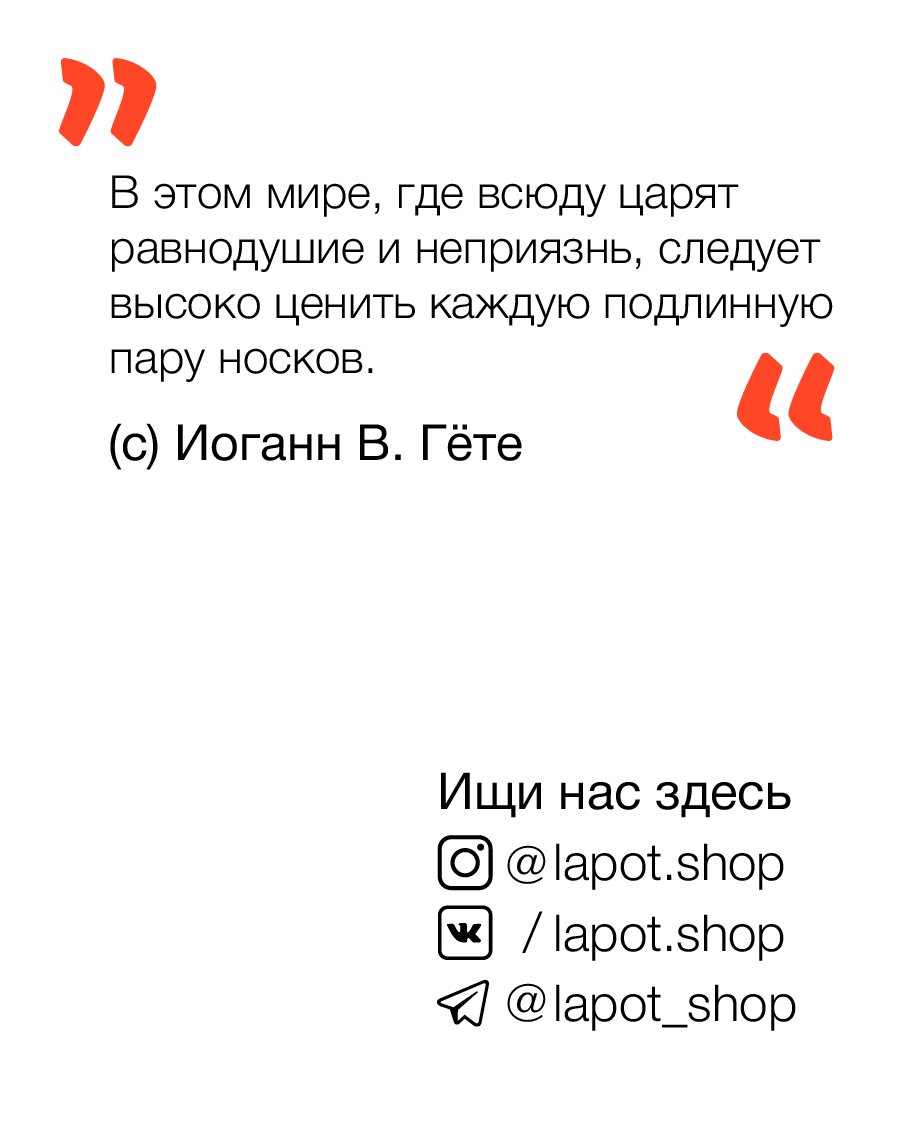 ”
В этом мире, где всюду царят
равнодушие и неприязнь, следует
высоко ценить каждую подлинную
пару носков.
“
(с) Иоганн В. Гёте
Ищи нас здесь
@lapot.shop
/lapot.shop
@lapot_shop